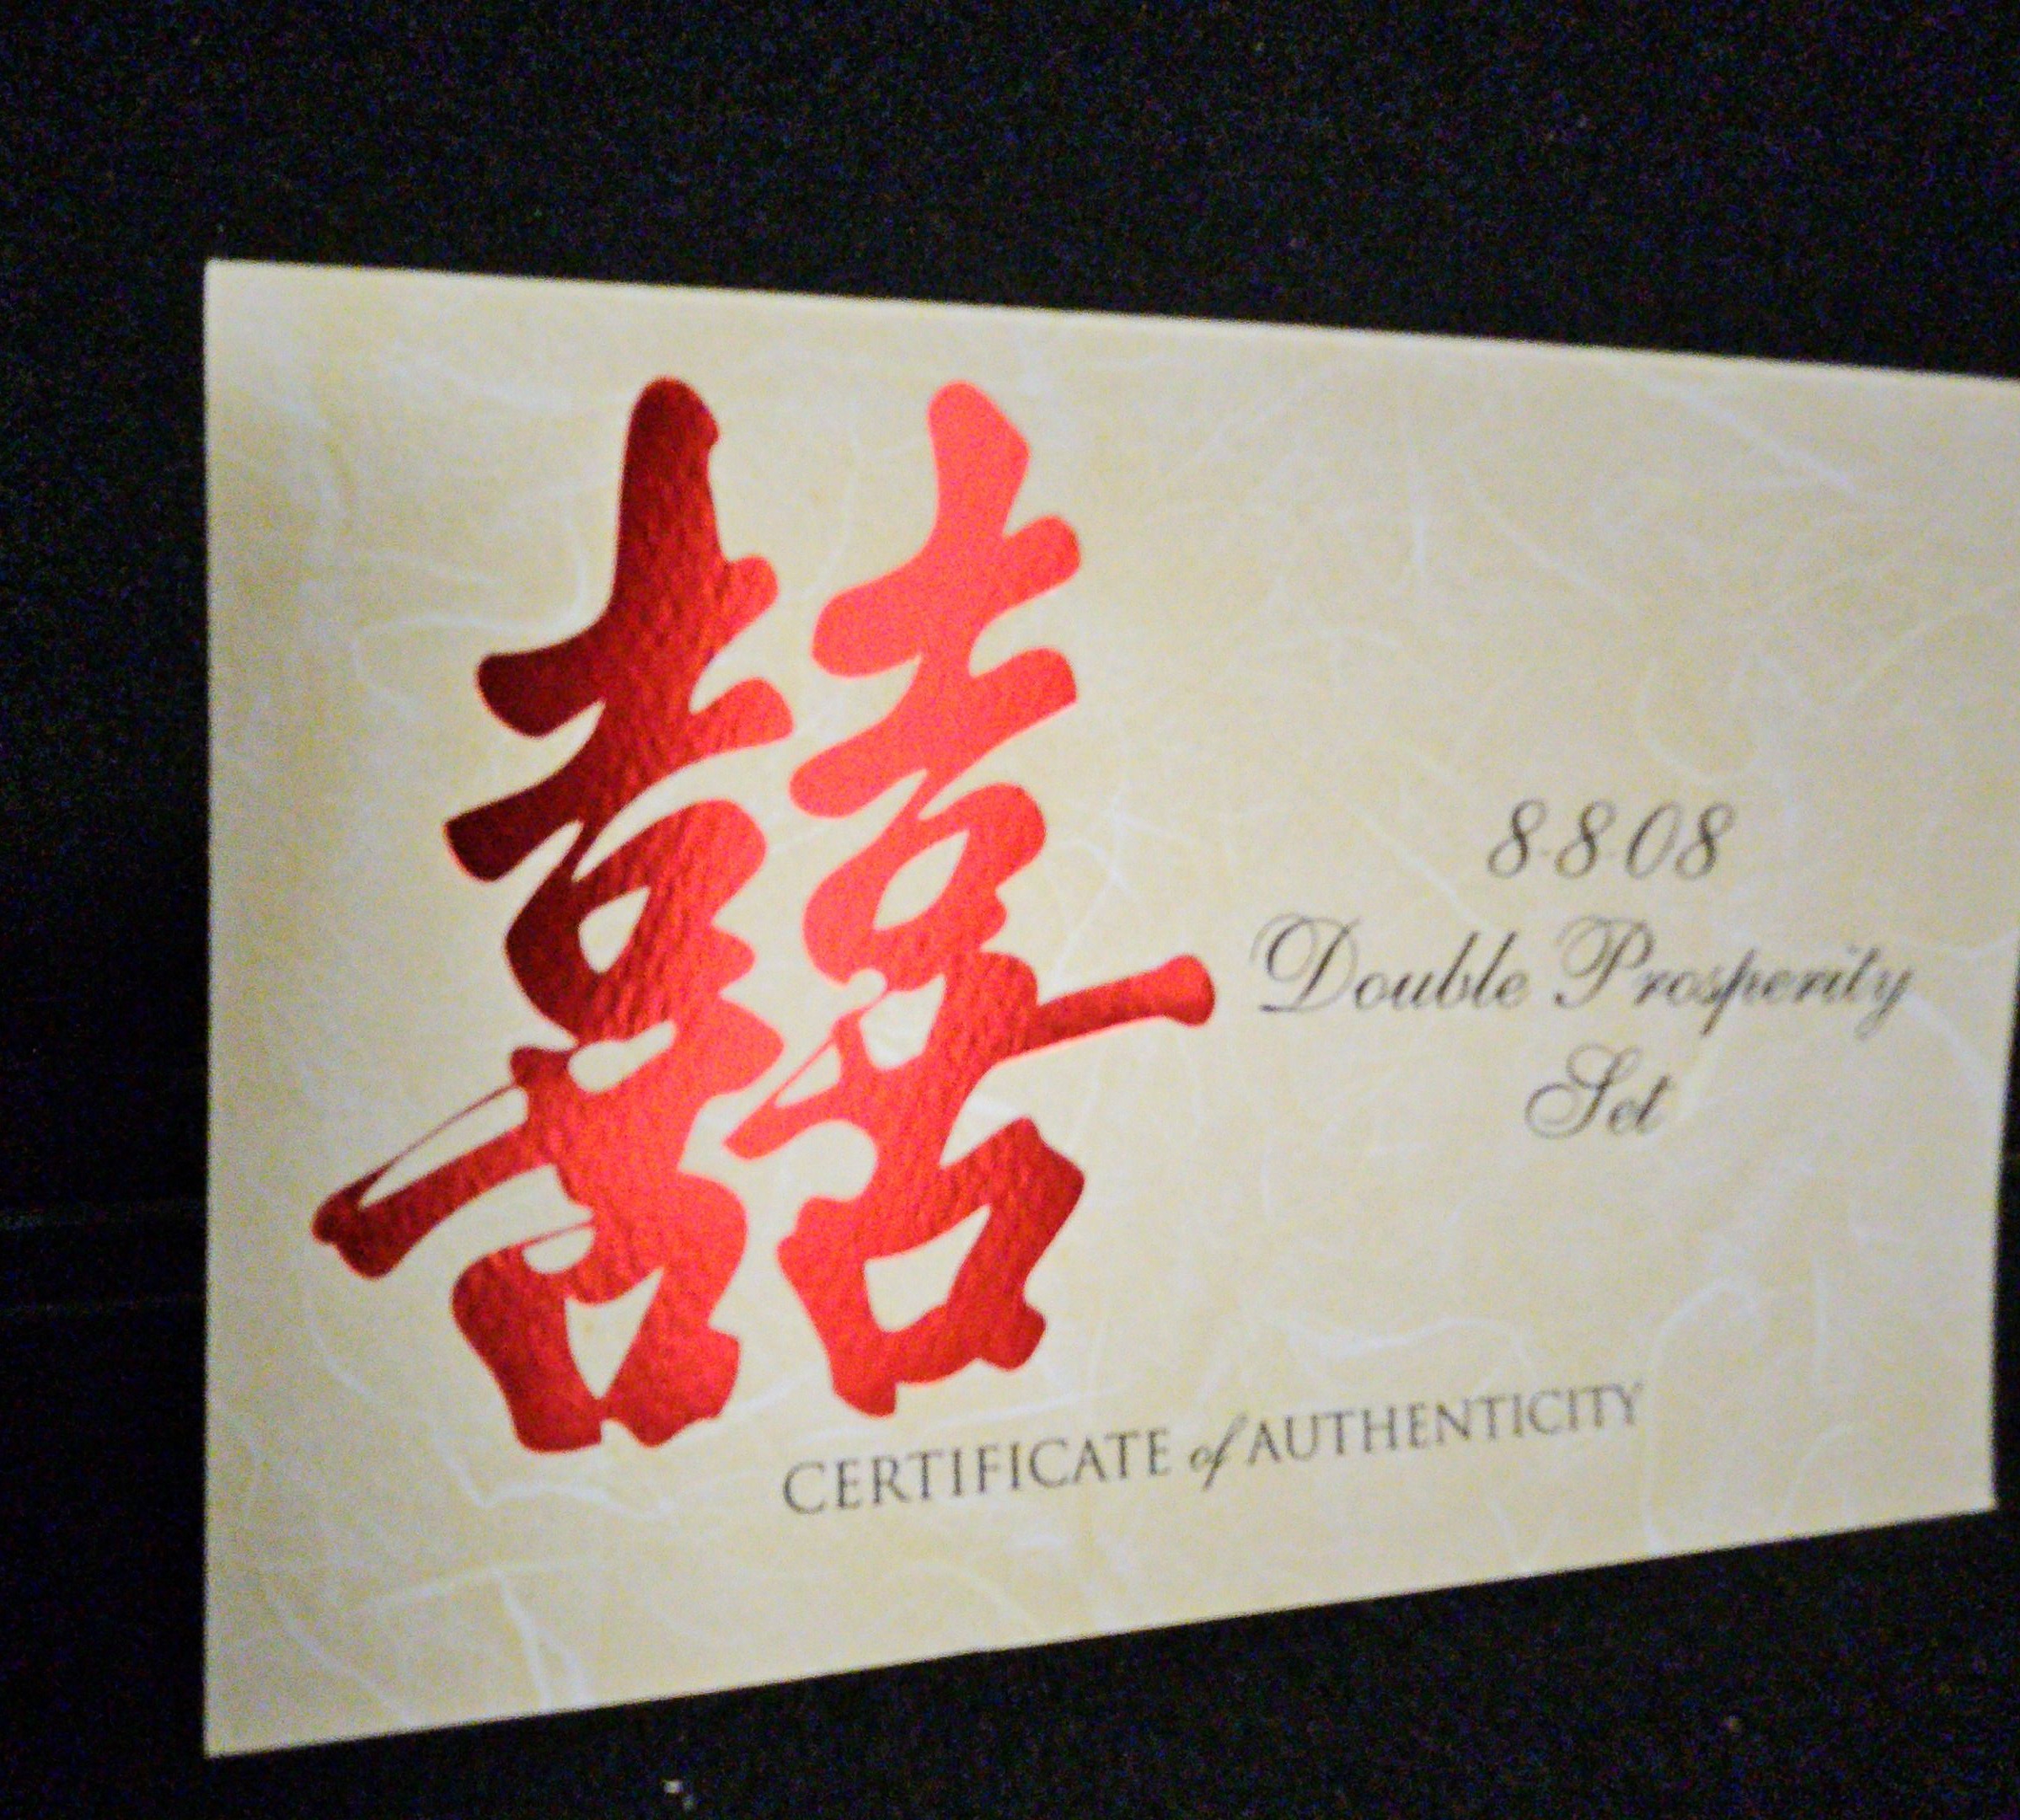 囍
8-8-08
Double Prosperity
Set
CERTIFICATE of AUTHENTICITY